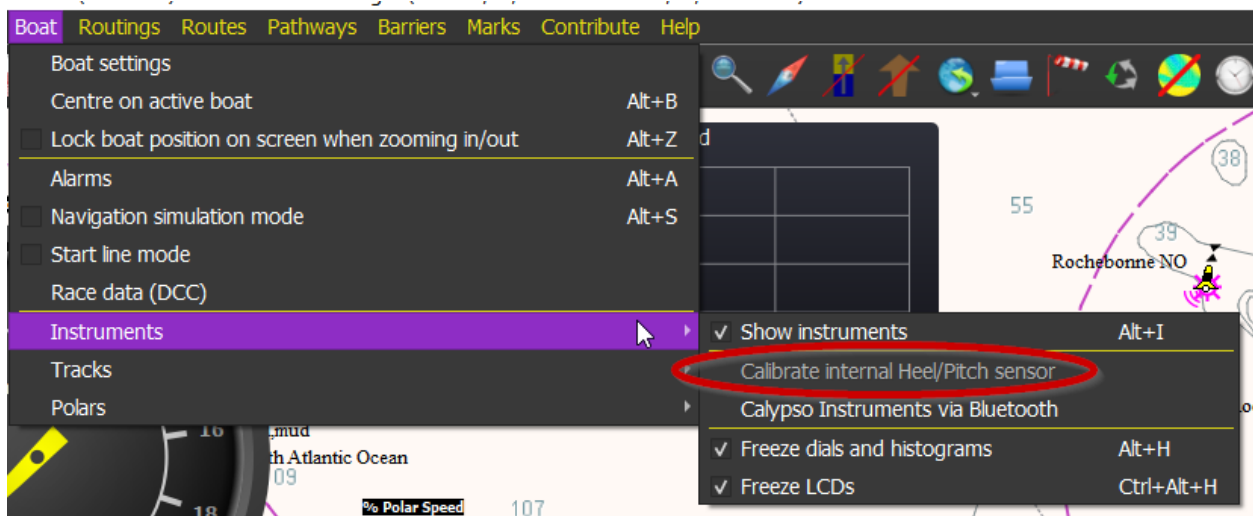 Boat Routings Routes Pathways Barriers Marks Contribute Help
Boat settings
Centre on active boat Alt+B
Lock boat position on screen when zooming in/out Alt+Z
Alarms Alt+A
Navigation simulation mode Alt+S
Start line mode
Race data (DCC)
Instruments
Tracks
Polars
Show instruments Alt+I
Calibrate internal Heel/Pitch sensor
Calypso Instruments via Bluetooth
Freeze dials and histograms Alt+H
Freeze LCDs Ctrl+Alt+H
38
55
39
Rochebonne NO
16
mud
th Atlantic Ocean
09
18
% Polar Speed
107